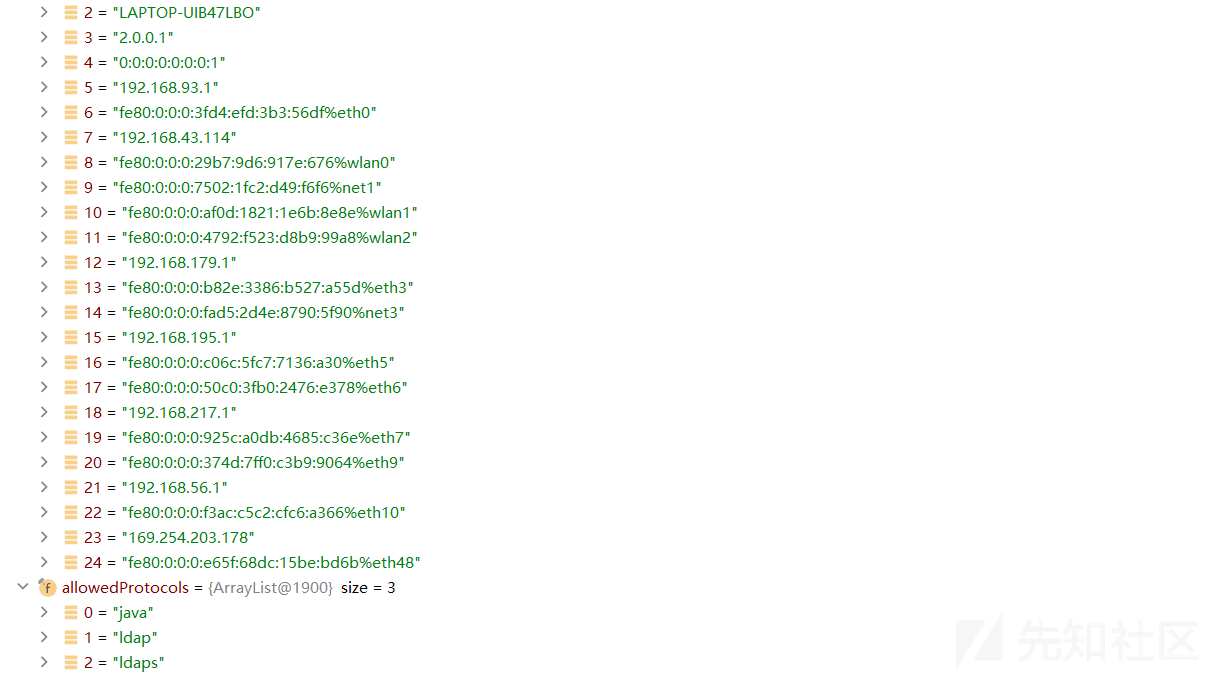 2 = "LAPTOP-UIB47LBO"
3 = "2.0.0.1"
4 = "0:0:0:0:0:0:0:1"
5 = "192.168.93.1"
6 = "fe80:0:0:0:3fd4:efd:3b3:56df%eth0"
7 = "192.168.43.114"
8 = "fe80:0:0:0:29b7:9d6:917e:676%wlan0"
9 = "fe80:0:0:0:7502:1fc2:d49:f6f6%net1"
10 = "fe80:0:0:0:af0d:1821:1e6b:8e8e%wlan1"
11 = "fe80:0:0:0:4792:f523:d8b9:99a8%wlan2"
12 = "192.168.179.1"
13 = "fe80:0:0:0:b82e:3386:b527:a55d%eth3"
14 = "fe80:0:0:0:fad5:2d4e:8790:5f90%net3"
15 = "192.168.195.1"
16 = "fe80:0:0:0:c06c:5fc7:7136:a30%eth5"
17 = "fe80:0:0:0:50c0:3fb0:2476:e378%eth6"
18 = "192.168.217.1"
19 = "fe80:0:0:0:925c:a0db:4685:c36e%eth7"
20 = "fe80:0:0:0:374d:7ff0:c3b9:9064%eth9"
21 = "192.168.56.1"
22 = "fe80:0:0:0:f3ac:c5c2:cfc6:a366%eth10"
23 = "169.254.203.178"
24 = "fe80:0:0:0:e65f:68dc:15be:bd6b%eth48"
f allowedProtocols = {ArrayList@1900} size = 3
0 = "java"
1 = "ldap"
2 = "ldaps"
先知社区